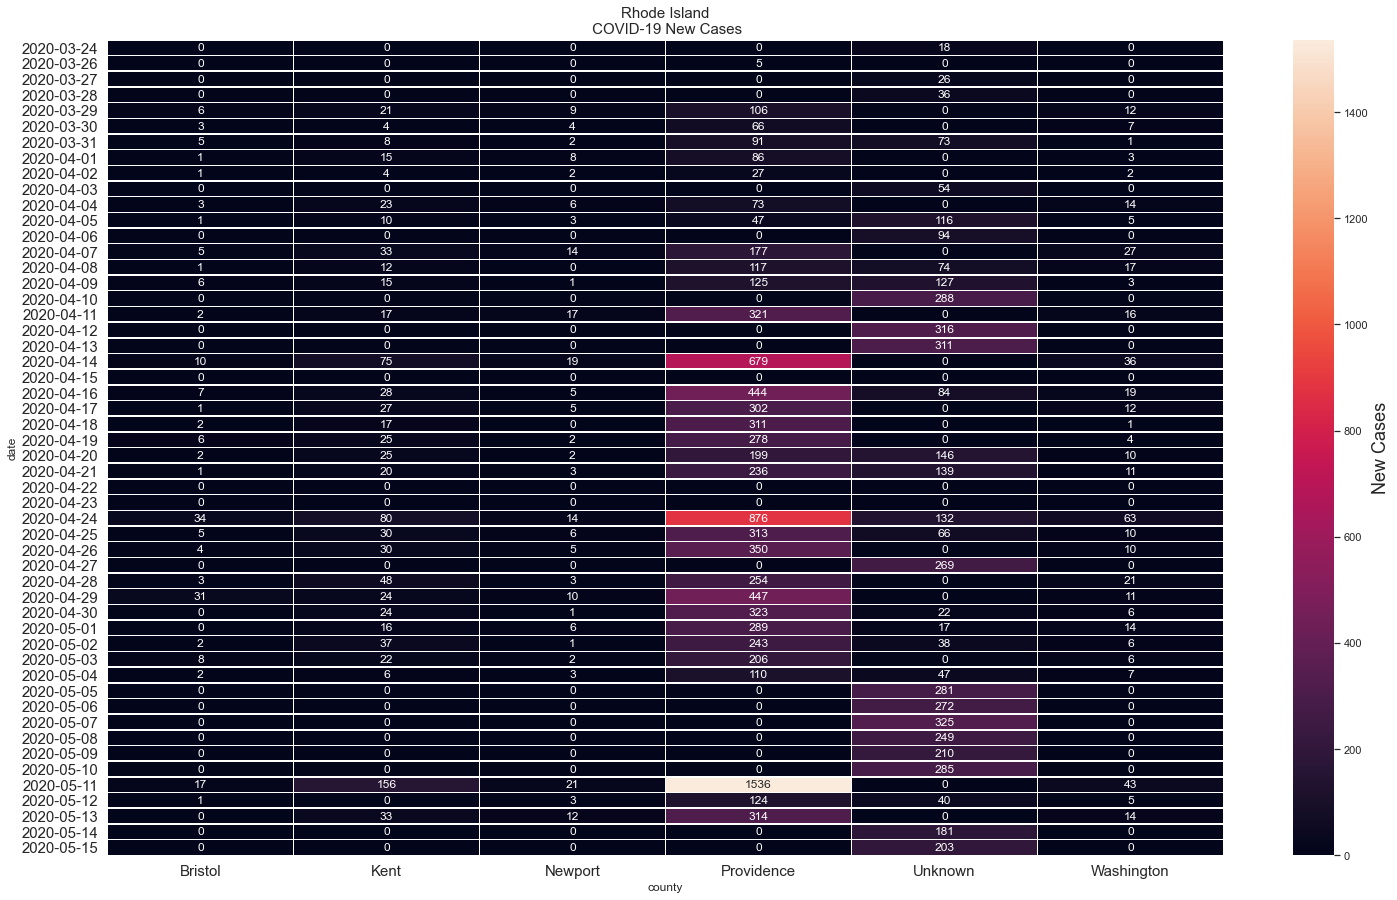 Rhode Island
COVID-19 New Cases
2020-03-24 0 0 0 0 18 0
2020-03-26 0 0 0 5 0 0
2020-03-27 0 0 0 0 26 0
2020-03-28 0 0 0 0 36 0
2020-03-29 6 21 9 106 0 12
2020-03-30 3 4 4 66 0 7
2020-03-31 5 8 2 91 73 1
2020-04-01 1 15 8 86 0 3
2020-04-02 1 4 2 27 0 2
2020-04-03 0 0 0 0 54 0
2020-04-04 3 23 6 73 0 14
2020-04-05 1 10 3 47 116 5
2020-04-06 0 0 0 0 94 0
2020-04-07 5 33 14 177 0 27
2020-04-08 1 12 0 117 74 17
2020-04-09 6 15 1 125 127 3
2020-04-10 0 0 0 0 288 0
2020-04-11 2 17 17 321 0 16
2020-04-12 0 0 0 0 316 0
2020-04-13 0 0 0 0 311 0
2020-04-14 10 75 19 679 0 36
2020-04-15 0 0 0 0 0 0
2020-04-16 7 28 5 444 84 19
2020-04-17 1 27 5 302 0 12
2020-04-18 2 17 0 311 0 1
2020-04-19 6 25 2 278 0 4
2020-04-20 2 25 2 199 146 10
2020-04-21 1 20 3 236 139 11
2020-04-22 0 0 0 0 0 0
2020-04-23 0 0 0 0 0 0
2020-04-24 34 80 14 876 132 63
2020-04-25 5 30 6 313 66 10
2020-04-26 4 30 5 350 0 10
2020-04-27 0 0 0 0 269 0
2020-04-28 3 48 3 254 0 21
2020-04-29 31 24 10 447 0 11
2020-04-30 0 24 1 323 22 6
2020-05-01 0 16 6 289 17 14
2020-05-02 2 37 1 243 38 6
2020-05-03 8 22 2 206 0 6
2020-05-04 2 6 3 110 47 7
2020-05-05 0 0 0 0 281 0
2020-05-06 0 0 0 0 272 0
2020-05-07 0 0 0 0 325 0
2020-05-08 0 0 0 0 249 0
2020-05-09 0 0 0 0 210 0
2020-05-10 0 0 0 0 285 0
2020-05-11 17 156 21 1536 0 43
2020-05-12 1 0 3 124 40 5
2020-05-13 0 33 12 314 0 14
2020-05-14 0 0 0 0 181 0
2020-05-15 0 0 0 0 203 0
Bristol Kent Newport Providence Unknown Washington
county
date
1400
1200
1000
800
600
400
200
0
New Cases